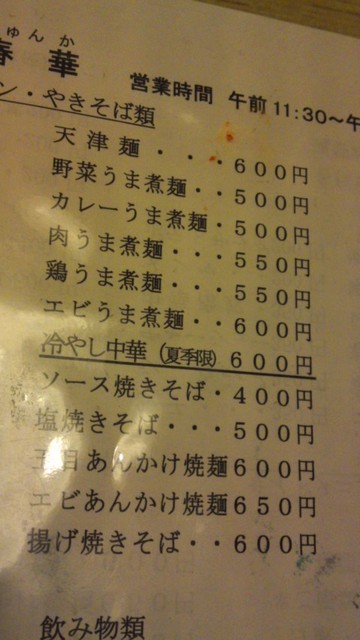 ゅんか
春華 営業時間 午前11:30～午
ン・やきそば類
天津麺・・・600円
野菜うま煮麺・・500円
カレーうま煮麺・500円
肉うま煮麺・・・550円
鶏うま煮麺・・・550円
エビうま煮麺・・600円
冷やし中華(夏季限)600円
ソース焼きそば・400円
塩焼きそば・・・500円
五目あんかけ焼麺600円
エビあんかけ焼麺650円
揚げ焼きそば・・600円
飲み物類